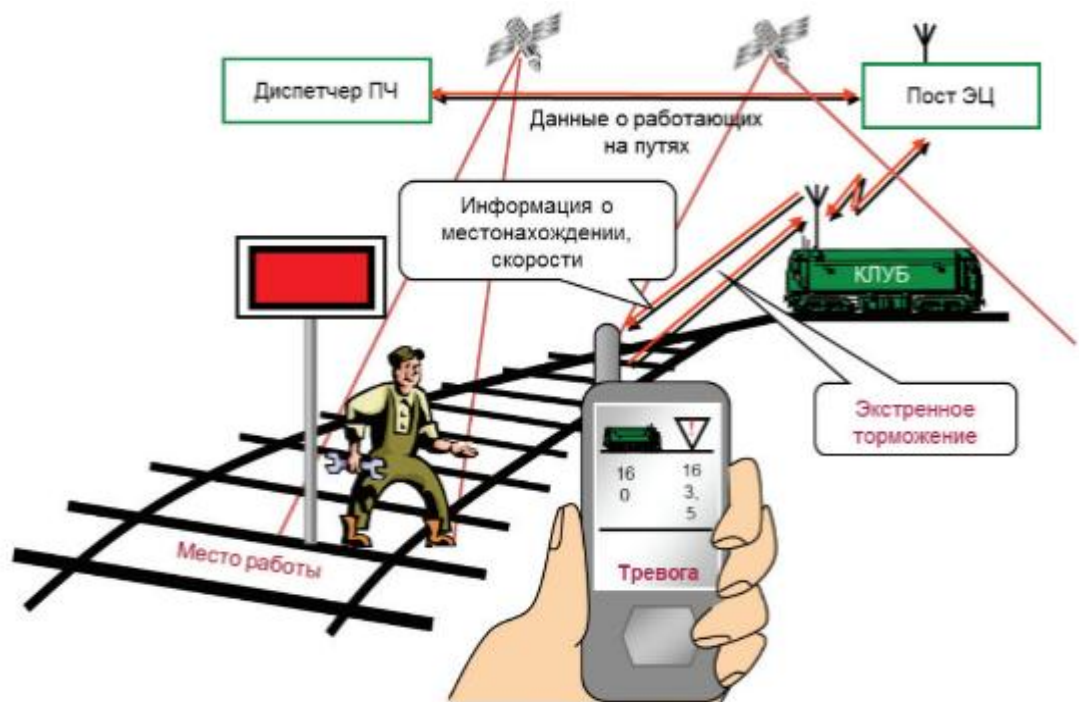 Диспетчер ПЧ
Пост ЭЦ
Данные о работающих
на путях
Информация о
местонахождении,
скорости
КЛУБ
Экстренное
торможение
!
16
0
16
3,
5
Тревога
Место работы